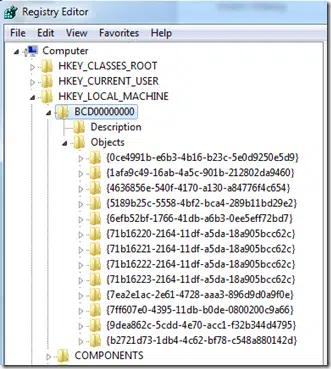 Registry Editor
File Edit View Favorites Help
Computer
HKEY_CLASSES_ROOT
HKEY_CURRENT_USER
HKEY_LOCAL_MACHINE
BCD00000000
Description
Objects
{0ce4991b-e6b3-4b16-b23c-5e0d9250e5d9}
{1afa9c49-16ab-4a5c-901b-212802da9460}
{4636856e-540f-4170-a130-a84776f4c654}
{5189b25c-5558-4bf2-bca4-289b11bd29e2}
{6efb52bf-1766-41db-a6b3-0ee5eff72bd7}
{71b16220-2164-11df-a5da-18a905bcc62c}
{71b16221-2164-11df-a5da-18a905bcc62c}
{71b16222-2164-11df-a5da-18a905bcc62c}
{71b16223-2164-11df-a5da-18a905bcc62c}
{7ea2e1ac-2e61-4728-aaa3-896d9d0a9f0e}
{7ff607e0-4395-11db-b0de-0800200c9a66}
{9dea862c-5cdd-4e70-acc1-f32b344d4795}
{b2721d73-1db4-4c62-bf78-c548a880142d}
COMPONENTS